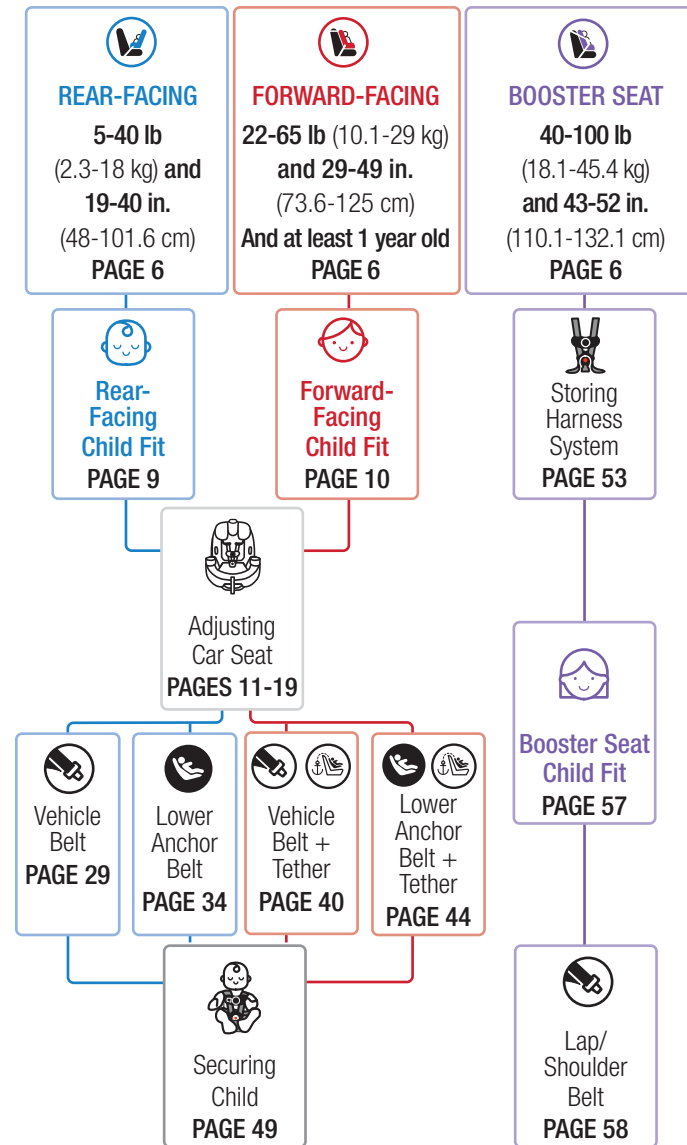 REAR-FACING
5-40 lb
(2.3-18 kg) and
19-40 in.
(48-101.6 cm)
PAGE 6
FORWARD-FACING
22-65 lb (10.1-29 kg)
and 29-49 in.
(73.6-125 cm)
And at least 1 year old
PAGE 6
BOOSTER SEAT
40-100 lb
(18.1-45.4 kg)
and 43-52 in.
(110.1-132.1 cm)
PAGE 6
Rear-
Facing
Child Fit
PAGE 9
Forward-
Facing
Child Fit
PAGE 10
Storing
Harness
System
PAGE 53
Adjusting
Car Seat
PAGES 11-19
Vehicle
Belt
PAGE 29
Lower
Anchor
Belt
PAGE 34
Vehicle
Belt +
Tether
PAGE 40
Lower
Anchor
Belt +
Tether
PAGE 44
Booster Seat
Child Fit
PAGE 57
Securing
Child
PAGE 49
Lap/
Shoulder
Belt
PAGE 58